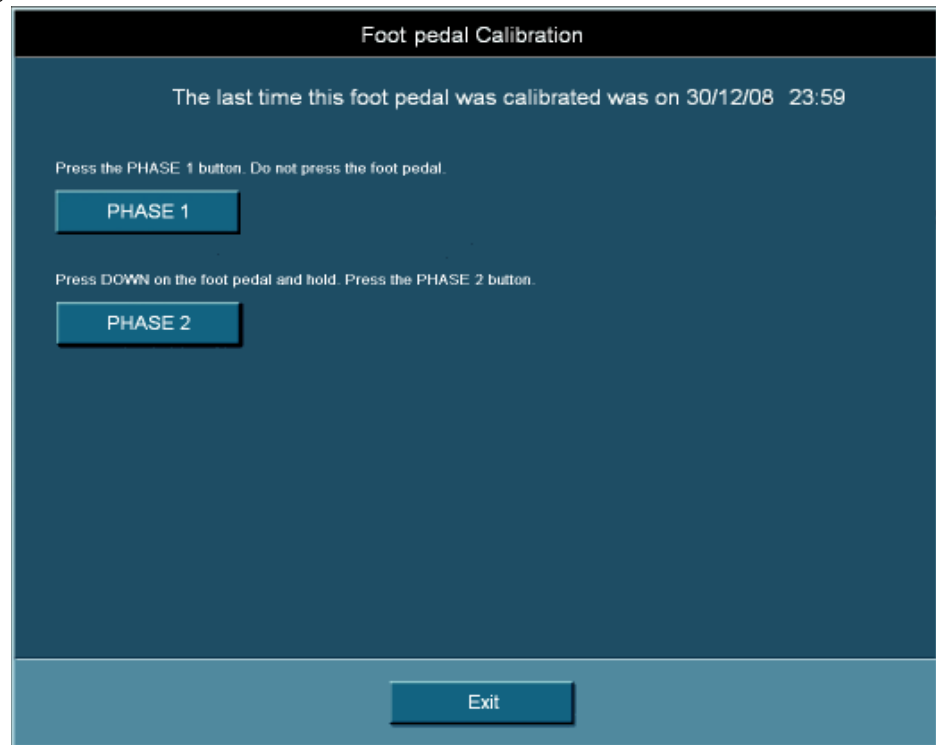 Foot pedal Calibration
The last time this foot pedal was calibrated was on 30/12/08 23:59
Press the PHASE 1 button. Do not press the foot pedal.
PHASE 1
Press DOWN on the foot pedal and hold. Press the PHASE 2 button.
PHASE 2
Exit